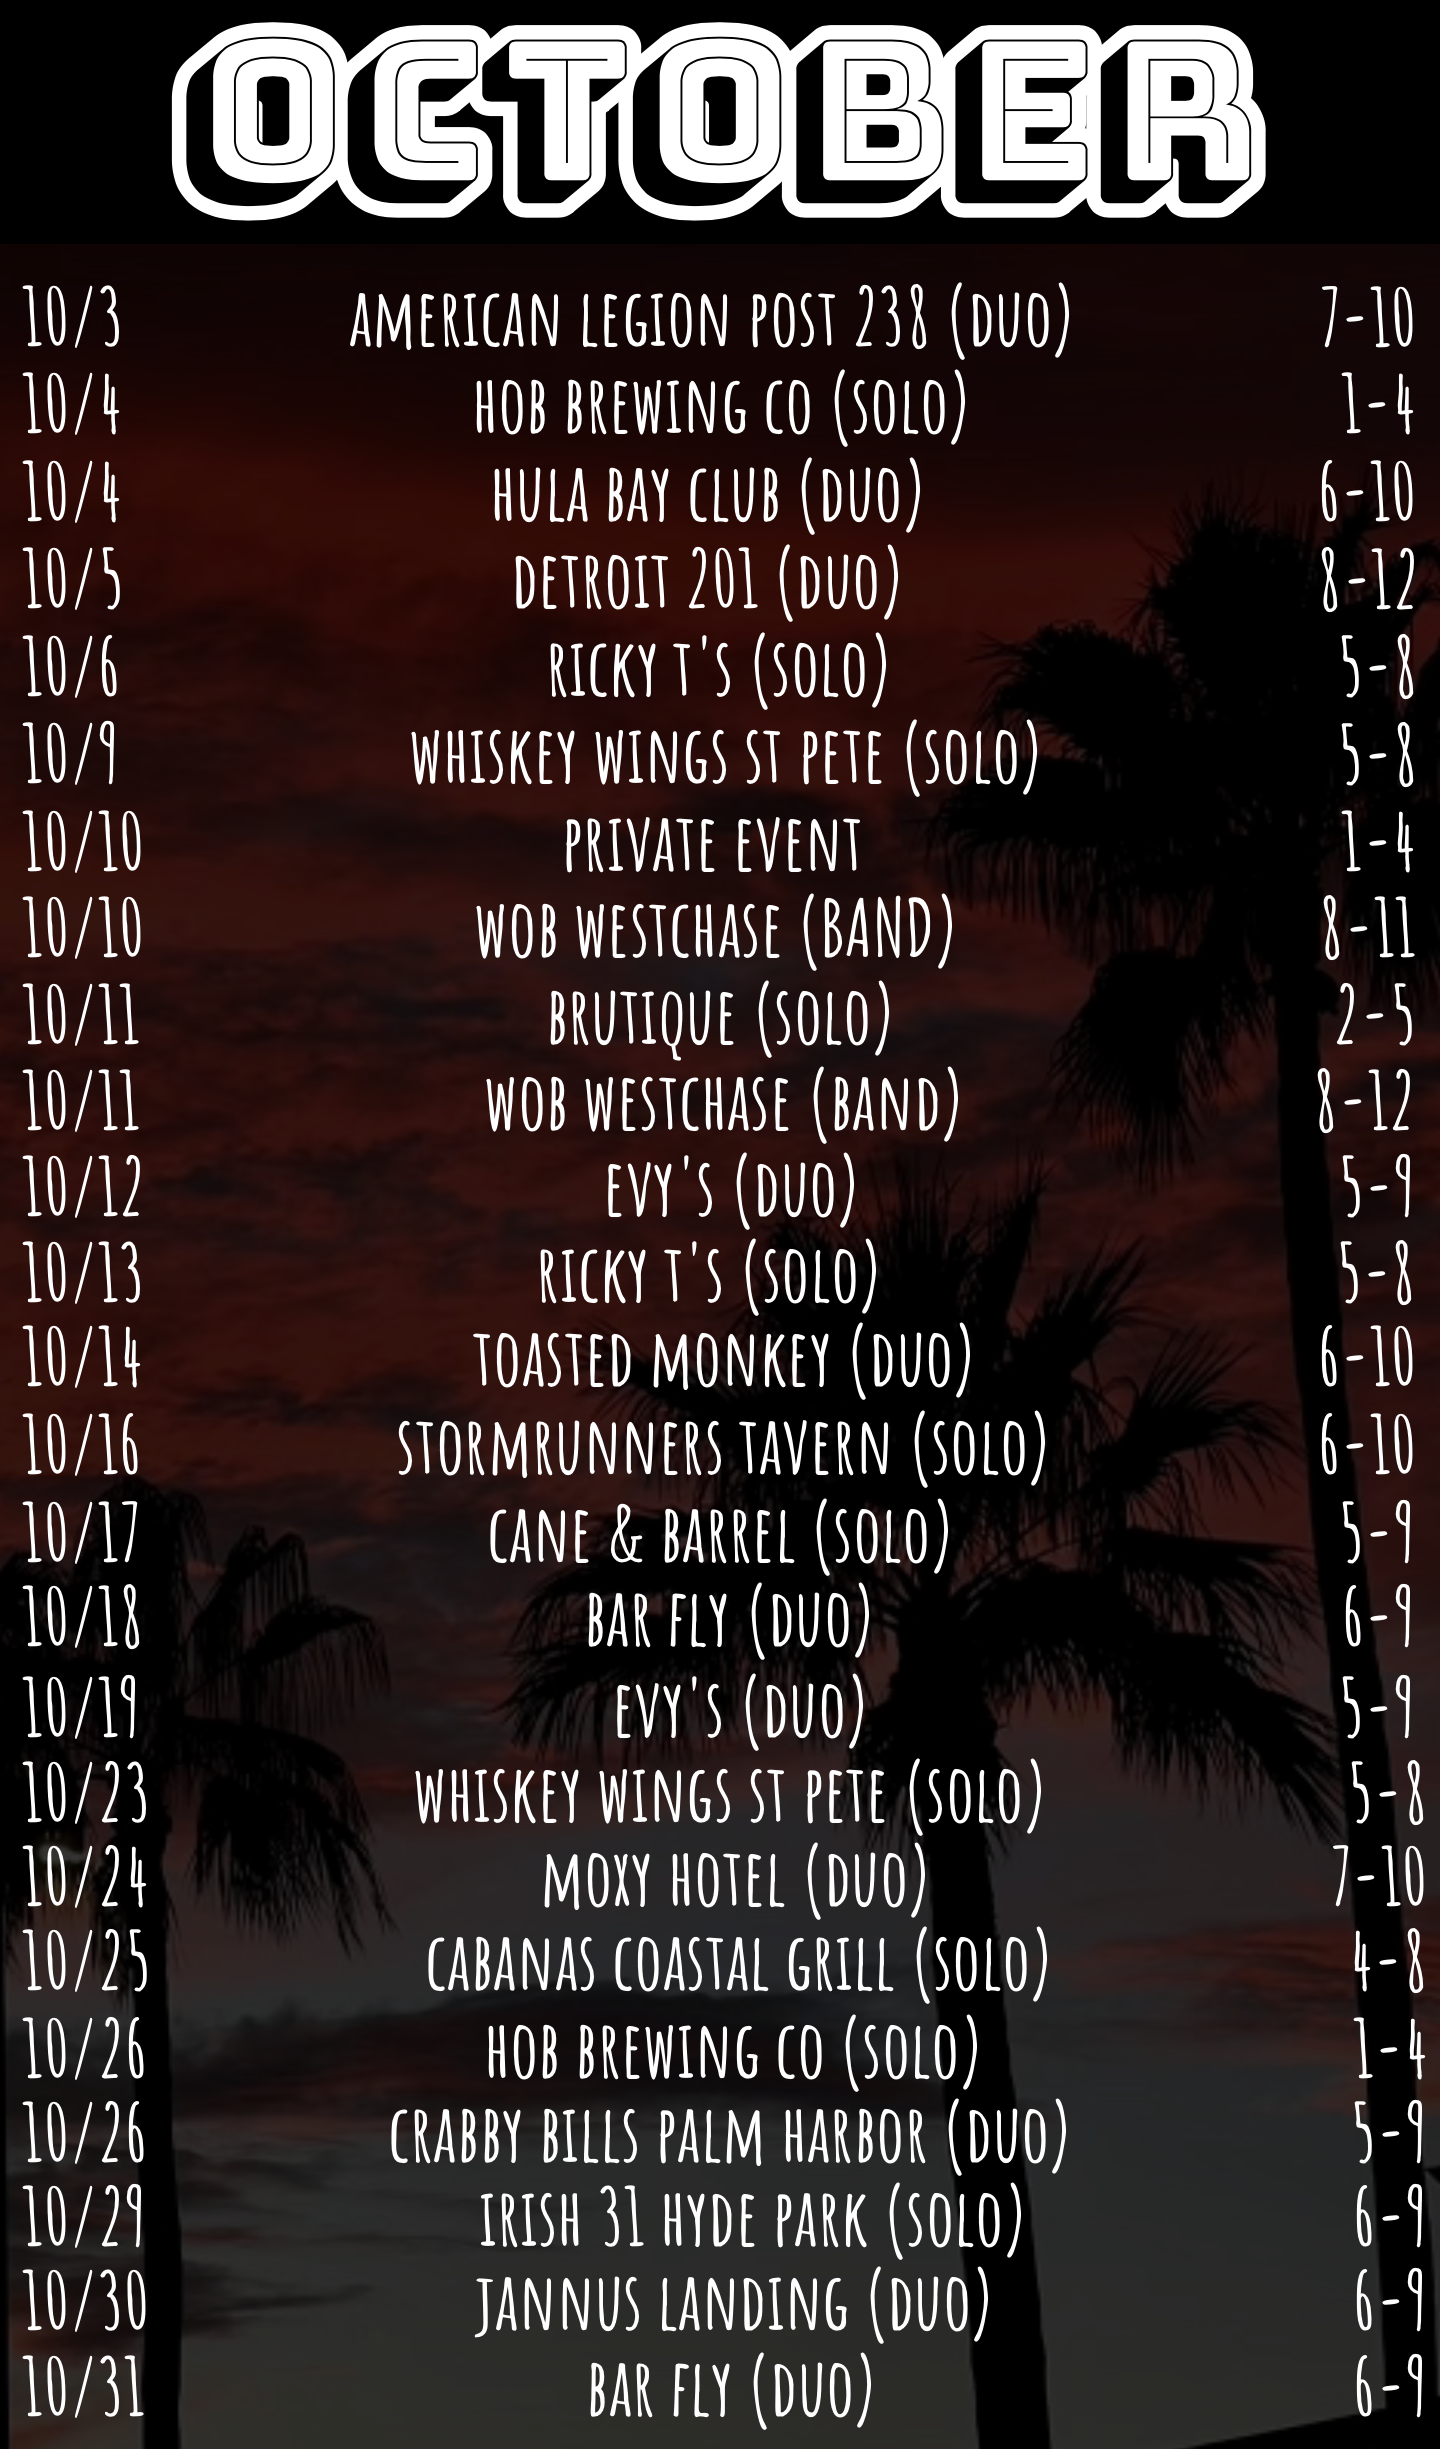 OCTOBER
10/3 AMERICAN LEGION POST 238 (DUO) 7-10
10/4 HOB BREWING CO (SOLO) 1-4
10/4 HULA BAY CLUB (DUO) 6-10
10/5 DETROIT 201 (DUO) 8-12
10/6 RICKY T'S (SOLO) 5-8
10/9 WHISKEY WINGS ST PETE (SOLO) 5-8
10/10 PRIVATE EVENT 1-4
10/10 WOB WESTCHASE (BAND) 8-11
10/11 BRUTIQUE (SOLO) 2-5
10/11 WOB WESTCHASE (BAND) 8-12
10/12 EVY'S (DUO) 5-9
10/13 RICKY T'S (SOLO) 5-8
10/14 TOASTED MONKEY (DUO) 6-10
10/16 STORMRUNNERS TAVERN (SOLO) 6-10
10/17 CANE & BARREL (SOLO) 5-9
10/18 BAR FLY (DUO) 6-9
10/19 EVY'S (DUO) 5-9
10/23 WHISKEY WINGS ST PETE (SOLO) 5-8
10/24 MOXY HOTEL (DUO) 7-10
10/25 CABANAS COASTAL GRILL (SOLO) 4-8
10/26 HOB BREWING CO (SOLO) 1-4
10/26 CRABBY BILLS PALM HARBOR (DUO) 5-9
10/29 IRISH 31 HYDE PARK (SOLO) 6-9
10/30 JANNUS LANDING (DUO) 6-9
10/31 BAR FLY (DUO) 6-9